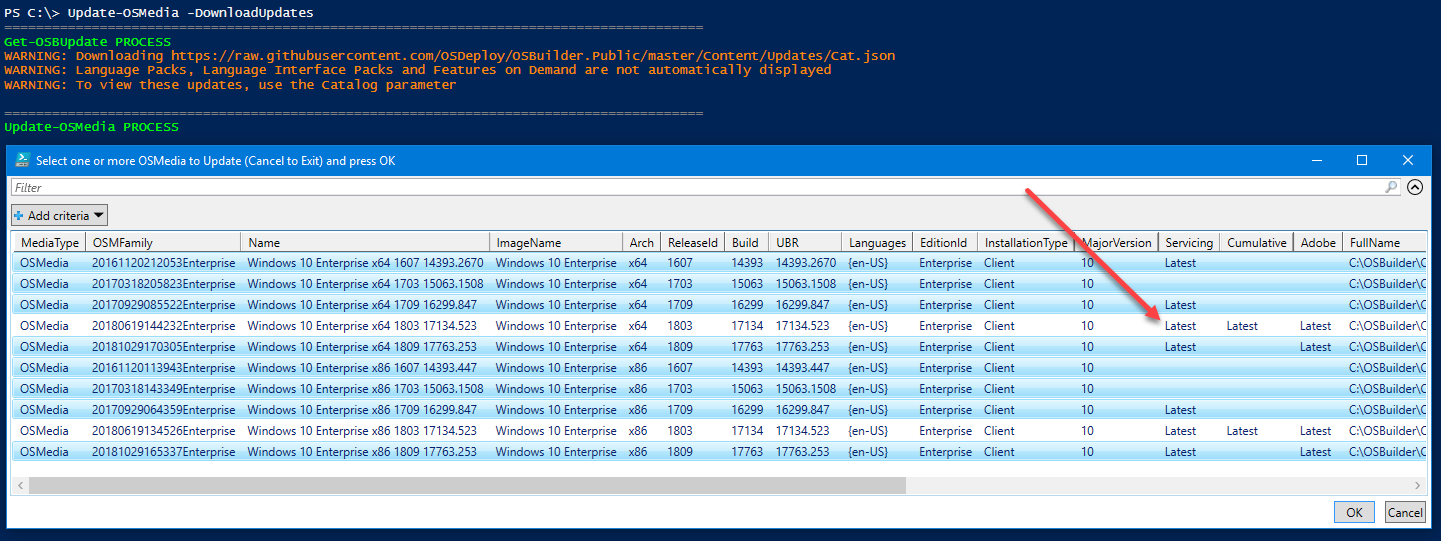 PS C:\> Update-OSMedia -DownloadUpdates
========================================================================================
Get-OSBUpdate PROCESS
WARNING: Downloading https://raw.githubusercontent.com/OSDeploy/OSBuilder.Public/master/Content/Updates/Cat.json
WARNING: Language Packs, Language Interface Packs and Features on Demand are not automatically displayed
WARNING: To view these updates, use the Catalog parameter
========================================================================================
Update-OSMedia PROCESS
Select one or more OSMedia to Update (Cancel to Exit) and press OK
Filter
Add criteria
MediaType OSMFamily Name ImageName Arch ReleaseId Build UBR Languages EditionId InstallationType MajorVersion Servicing Cumulative Adobe FullName
OSMedia 20161120212053Enterprise Windows 10 Enterprise x64 1607 14393.2670 Windows 10 Enterprise x64 1607 14393 14393.2670 {en-US} Enterprise Client 10 Latest C:\OSBuilder\O
OSMedia 20170318205823Enterprise Windows 10 Enterprise x64 1703 15063.1508 Windows 10 Enterprise x64 1703 15063 15063.1508 {en-US} Enterprise Client 10 C:\OSBuilder\O
OSMedia 20170929085522Enterprise Windows 10 Enterprise x64 1709 16299.847 Windows 10 Enterprise x64 1709 16299 16299.847 {en-US} Enterprise Client 10 Latest C:\OSBuilder\O
OSMedia 20180619144232Enterprise Windows 10 Enterprise x64 1803 17134.523 Windows 10 Enterprise x64 1803 17134 17134.523 {en-US} Enterprise Client 10 Latest Latest Latest C:\OSBuilder\O
OSMedia 20181029170305Enterprise Windows 10 Enterprise x64 1809 17763.253 Windows 10 Enterprise x64 1809 17763 17763.253 {en-US} Enterprise Client 10 Latest Latest C:\OSBuilder\O
OSMedia 20161120113943Enterprise Windows 10 Enterprise x86 1607 14393.447 Windows 10 Enterprise x86 1607 14393 14393.447 {en-US} Enterprise Client 10 C:\OSBuilder\O
OSMedia 20170318143349Enterprise Windows 10 Enterprise x86 1703 15063.1508 Windows 10 Enterprise x86 1703 15063 15063.1508 {en-US} Enterprise Client 10 C:\OSBuilder\O
OSMedia 20170929064359Enterprise Windows 10 Enterprise x86 1709 16299.847 Windows 10 Enterprise x86 1709 16299 16299.847 {en-US} Enterprise Client 10 Latest C:\OSBuilder\O
OSMedia 20180619134526Enterprise Windows 10 Enterprise x86 1803 17134.523 Windows 10 Enterprise x86 1803 17134 17134.523 {en-US} Enterprise Client 10 Latest Latest Latest C:\OSBuilder\O
OSMedia 20181029165337Enterprise Windows 10 Enterprise x86 1809 17763.253 Windows 10 Enterprise x86 1809 17763 17763.253 {en-US} Enterprise Client 10 Latest Latest C:\OSBuilder\O
OK Cancel